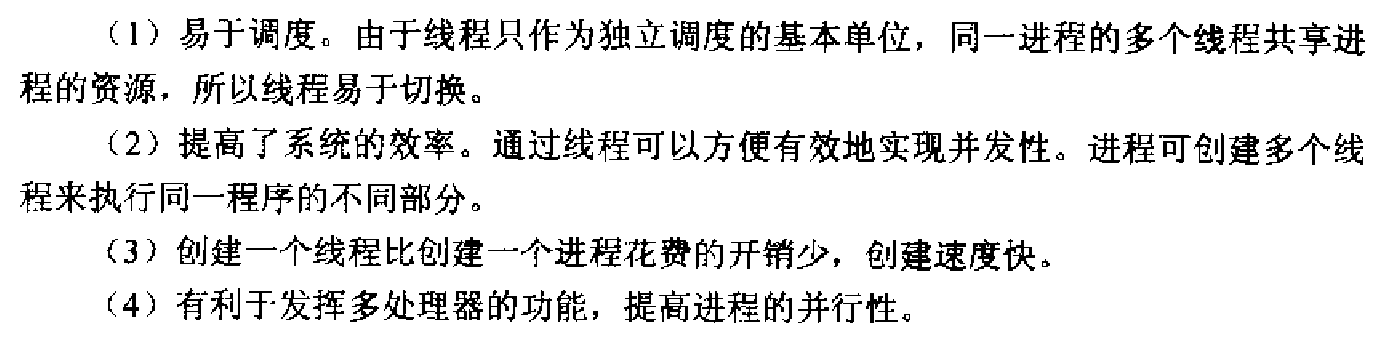 （1）易于调度。由于线程只作为独立调度的基本单位，同一进程的多个线程共享进
程的资源，所以线程易于切换。
（2）提高了系统的效率。通过线程可以方便有效地实现并发性。进程可创建多个线
程来执行同一程序的不同部分。
（3）创建一个线程比创建一个进程花费的开销少，创建速度快。
（4）有利于发挥多处理器的功能，提高进程的并行性。